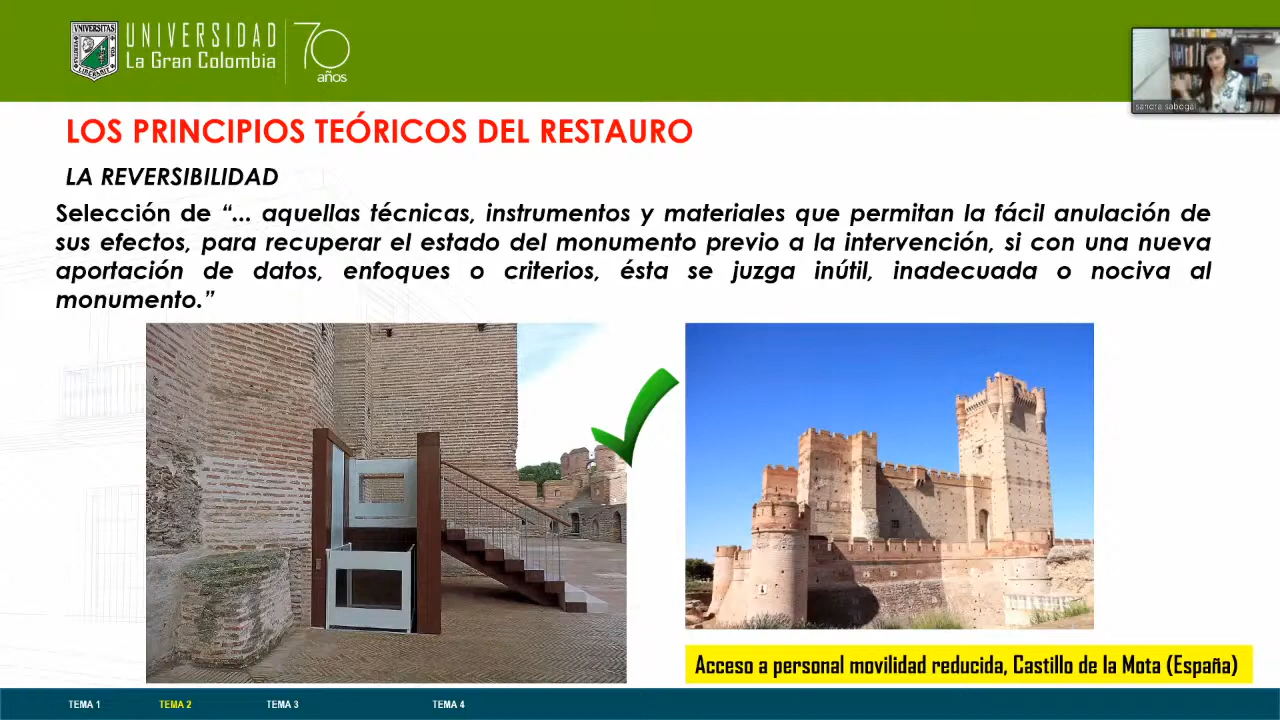 UNIVERSIDAD
La Gran Colombia
70
años
VNIVERSITAS
sandra sabogal
LOS PRINCIPIOS TEÓRICOS DEL RESTAURO
LA REVERSIBILIDAD
Selección de “... aquellas técnicas, instrumentos y materiales que permitan la fácil anulación de
sus efectos, para recuperar el estado del monumento previo a la intervención, si con una nueva
aportación de datos, enfoques o criterios, ésta se juzga inútil, inadecuada o nociva al
monumento.”
Acceso a personal movilidad reducida, Castillo de la Mota (España)
TEMA 1
TEMA 2
TEMA 3
TEMA 4